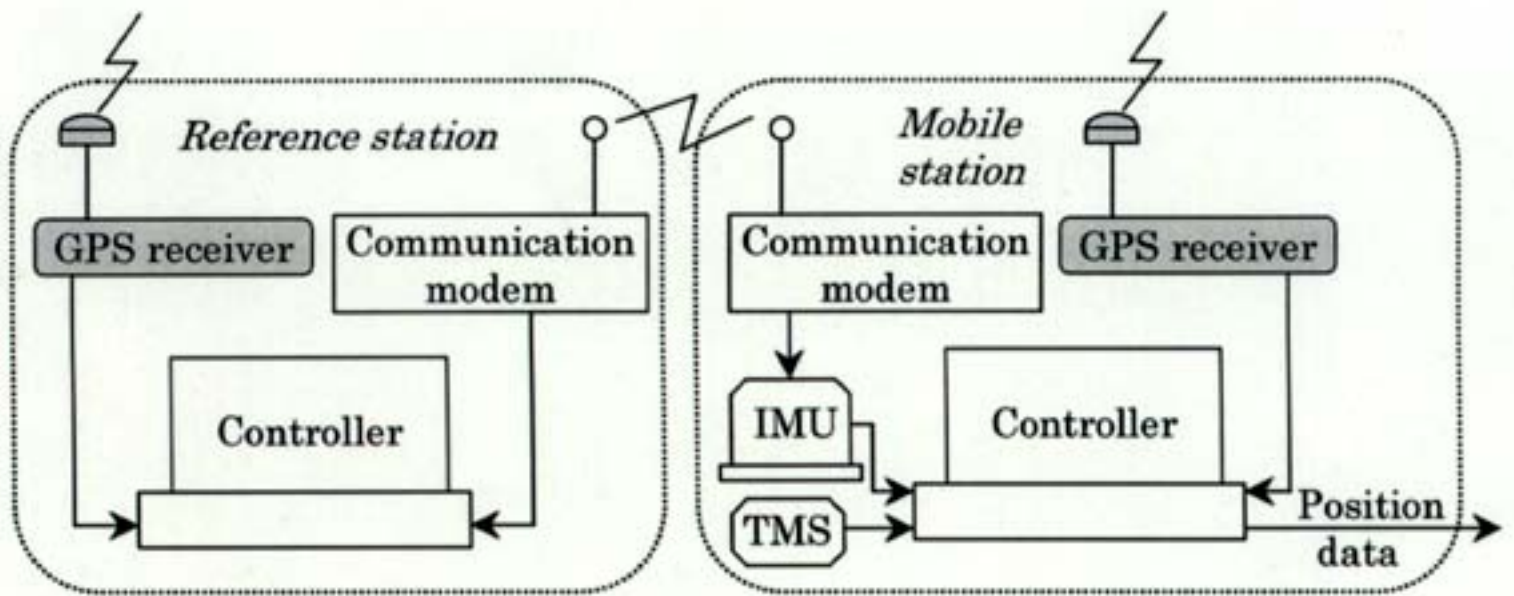 Reference station
GPS receiver
Communication
modem
Controller
Mobile
station
Communication
modem
GPS receiver
IMU
Controller
TMS
Position
data